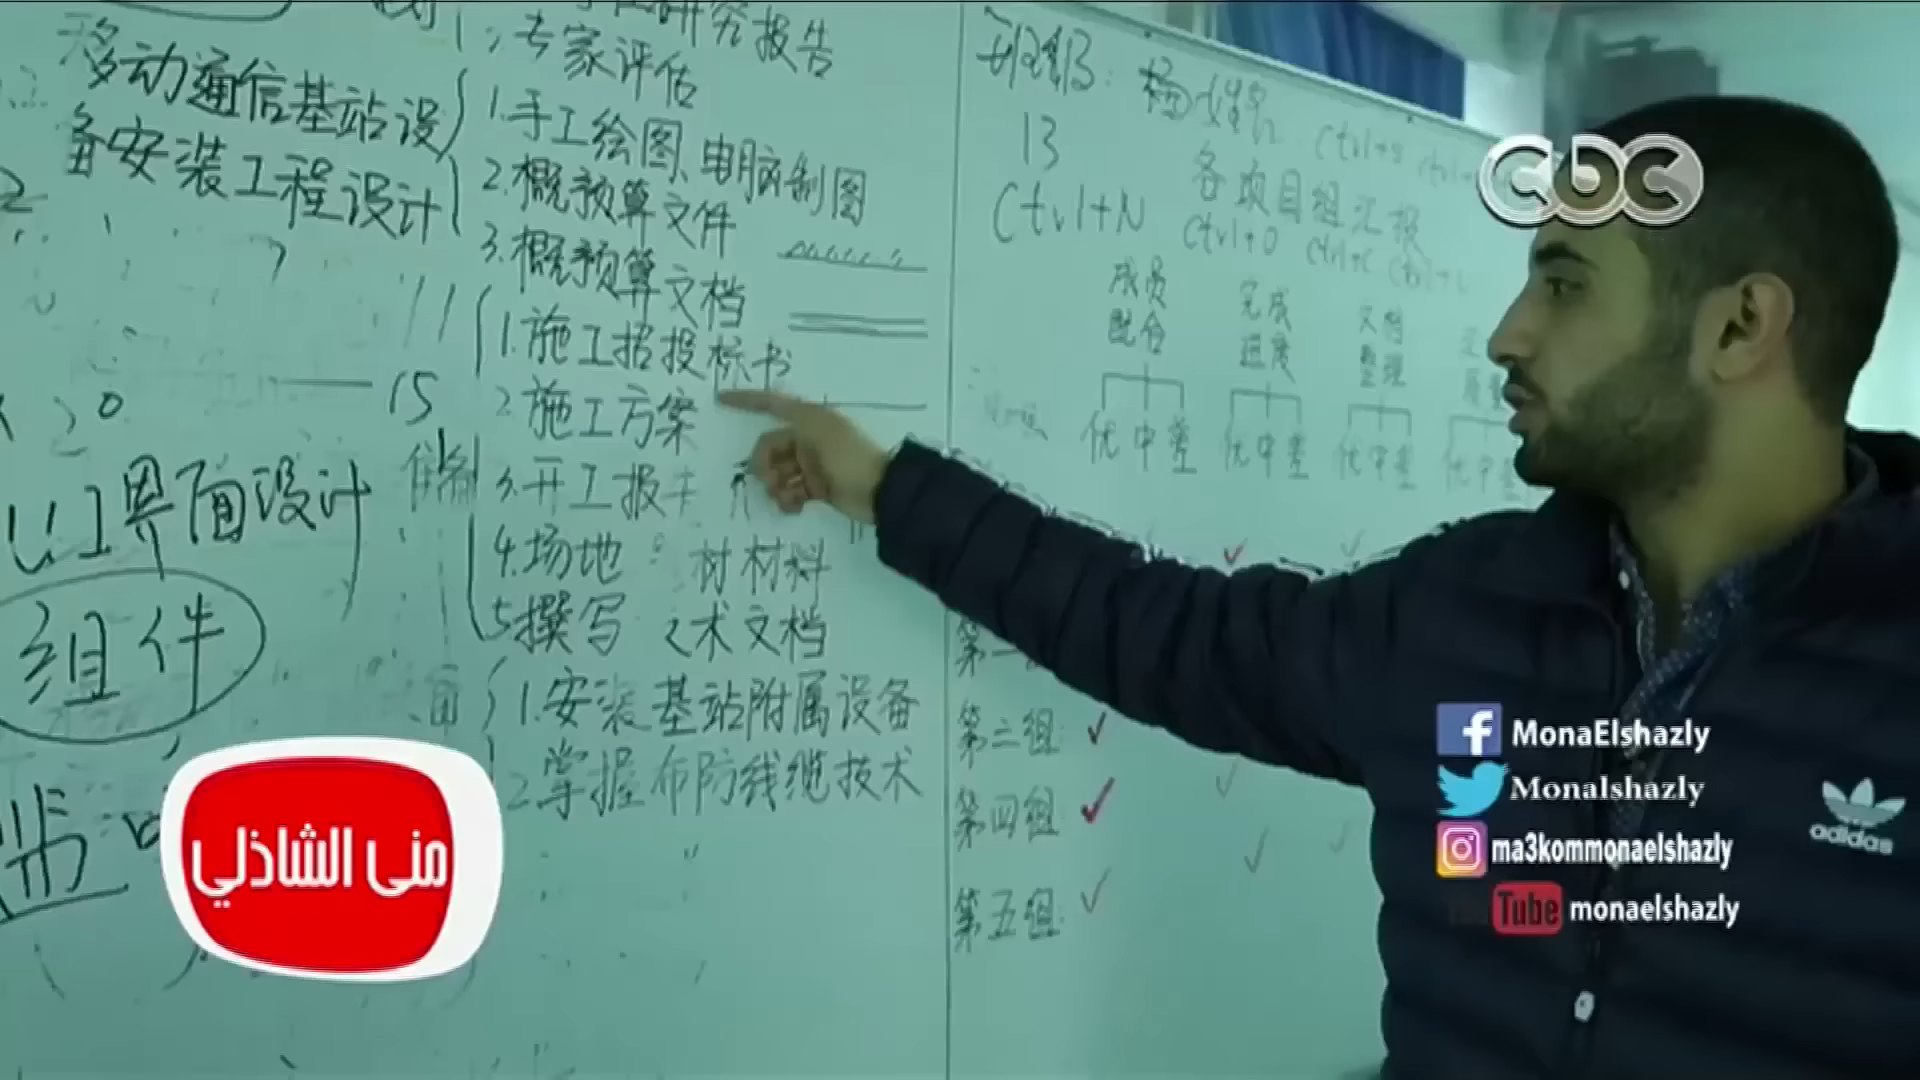 研究报告
专家评估
移动通信基站设
备安装工程设计
1.手工绘图、电脑制图
2.概预算文件
3.概预算文档
1.施工招投标书
2.施工方案
3.开工报
4.场地 材材料
5.撰写 术文档
1.安装基站附属设备
2.掌握布防线缆技术
15
20
UI界面设计
组件
班级:
13
各项目组汇报
Ctrl+N
Ctrl+O Ctrl+C
成员配合
完成进度
文档整理
优中差 优中差 优中差
第二组:
第四组:
第五组:
cbc
منى الشاذلي
MonaElshazly
Monalshazly
ma3kommonaelshazly
Tube monaelshazly
adidas